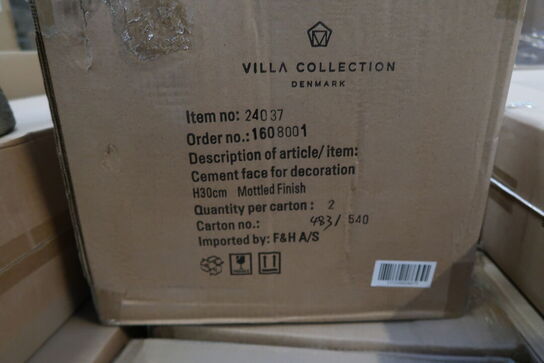 VILLA COLLECTION
DENMARK
Item no: 24037
Order no.: 1608001
Description of article/item:
Cement face for decoration
H30cm Mottled Finish
Quantity per carton: 2
Carton no.: 483/540
Imported by: F&H A/S